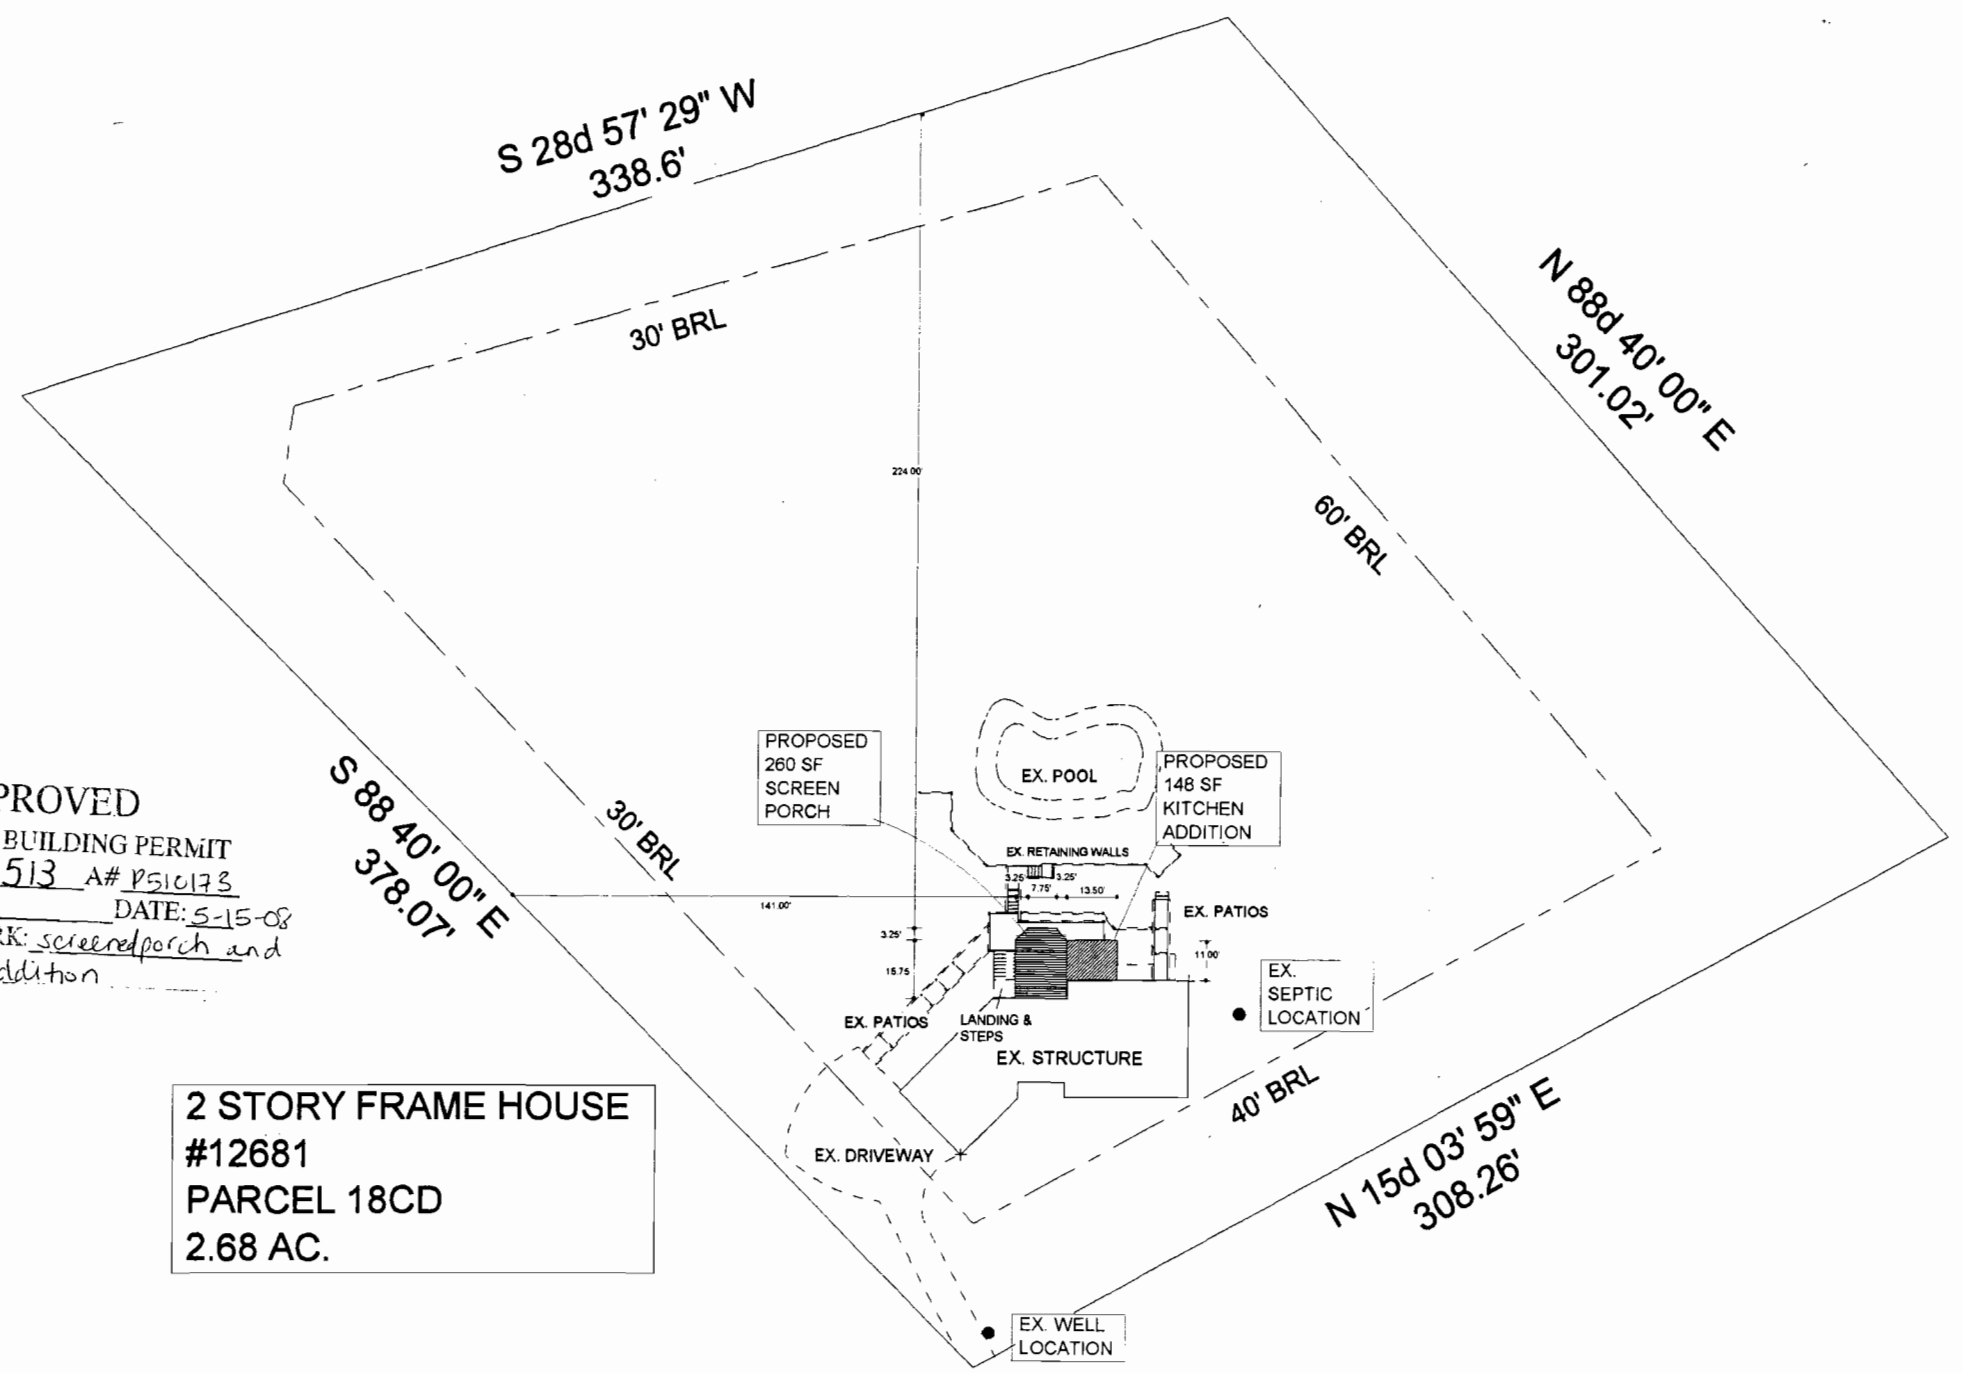 S 28d 57' 29" W
338.6'
N 88d 40' 00" E
301.02'
30' BRL
60' BRL
224.00'
PROPOSED
260 SF
SCREEN
PORCH
EX. POOL
PROPOSED
148 SF
KITCHEN
ADDITION
S 88 40' 00" E
378.07'
30' BRL
PROVED
BUILDING PERMIT
513 A# P510173
DATE: 5-15-08
RK: screened porch and
ddition
EX. RETAINING WALLS
3.25' 3.25'
7.75' 13.50'
141.00'
EX. PATIOS
3.25'
15.75
11.00'
EX.
SEPTIC
LOCATION
EX. PATIOS
LANDING &
STEPS
EX. STRUCTURE
40' BRL
N 15d 03' 59" E
308.26'
2 STORY FRAME HOUSE
#12681
PARCEL 18CD
2.68 AC.
EX. DRIVEWAY
EX. WELL
LOCATION